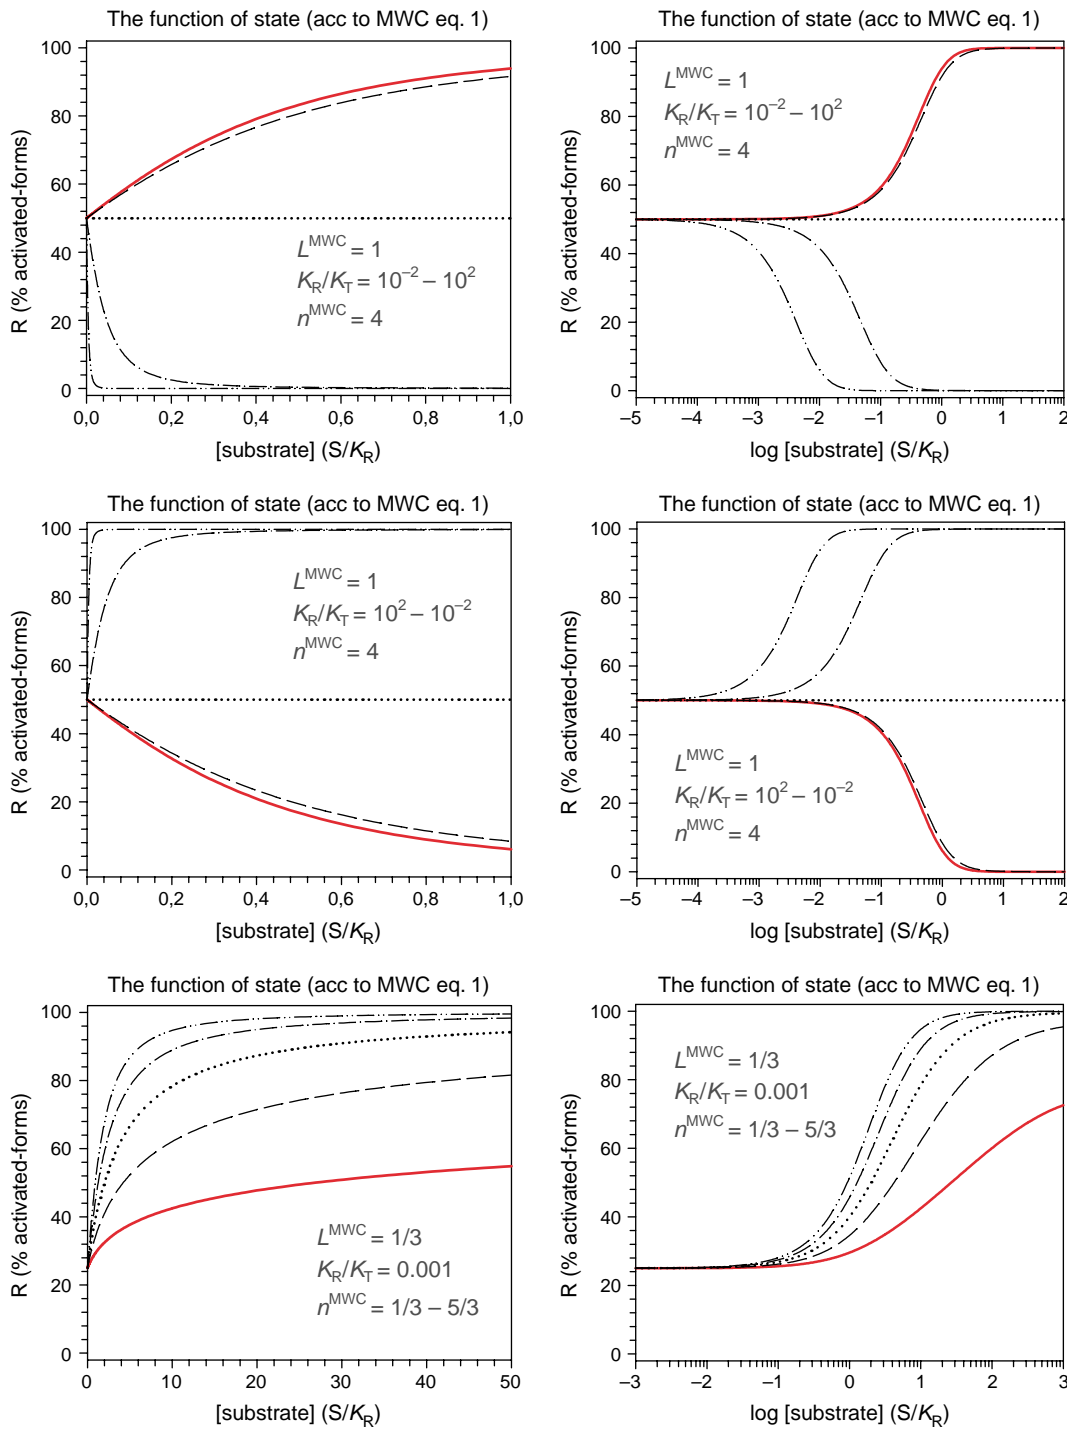 The function of state (acc to MWC eq. 1)
R (% activated-forms)
100
80
60
40
20
0
L^MWC = 1
K_R/K_T = 10^−2 – 10^2
n^MWC = 4
0,0 0,2 0,4 0,6 0,8 1,0
[substrate] (S/K_R)
The function of state (acc to MWC eq. 1)
R (% activated-forms)
100
80
60
40
20
0
L^MWC = 1
K_R/K_T = 10^−2 – 10^2
n^MWC = 4
–5 –4 –3 –2 –1 0 1 2
log [substrate] (S/K_R)
The function of state (acc to MWC eq. 1)
R (% activated-forms)
100
80
60
40
20
0
L^MWC = 1
K_R/K_T = 10^2 – 10^−2
n^MWC = 4
0,0 0,2 0,4 0,6 0,8 1,0
[substrate] (S/K_R)
The function of state (acc to MWC eq. 1)
R (% activated-forms)
100
80
60
40
20
0
L^MWC = 1
K_R/K_T = 10^2 – 10^−2
n^MWC = 4
–5 –4 –3 –2 –1 0 1 2
log [substrate] (S/K_R)
The function of state (acc to MWC eq. 1)
R (% activated-forms)
100
80
60
40
20
0
L^MWC = 1/3
K_R/K_T = 0.001
n^MWC = 1/3 – 5/3
0 10 20 30 40 50
[substrate] (S/K_R)
The function of state (acc to MWC eq. 1)
R (% activated-forms)
100
80
60
40
20
0
L^MWC = 1/3
K_R/K_T = 0.001
n^MWC = 1/3 – 5/3
–3 –2 –1 0 1 2 3
log [substrate] (S/K_R)